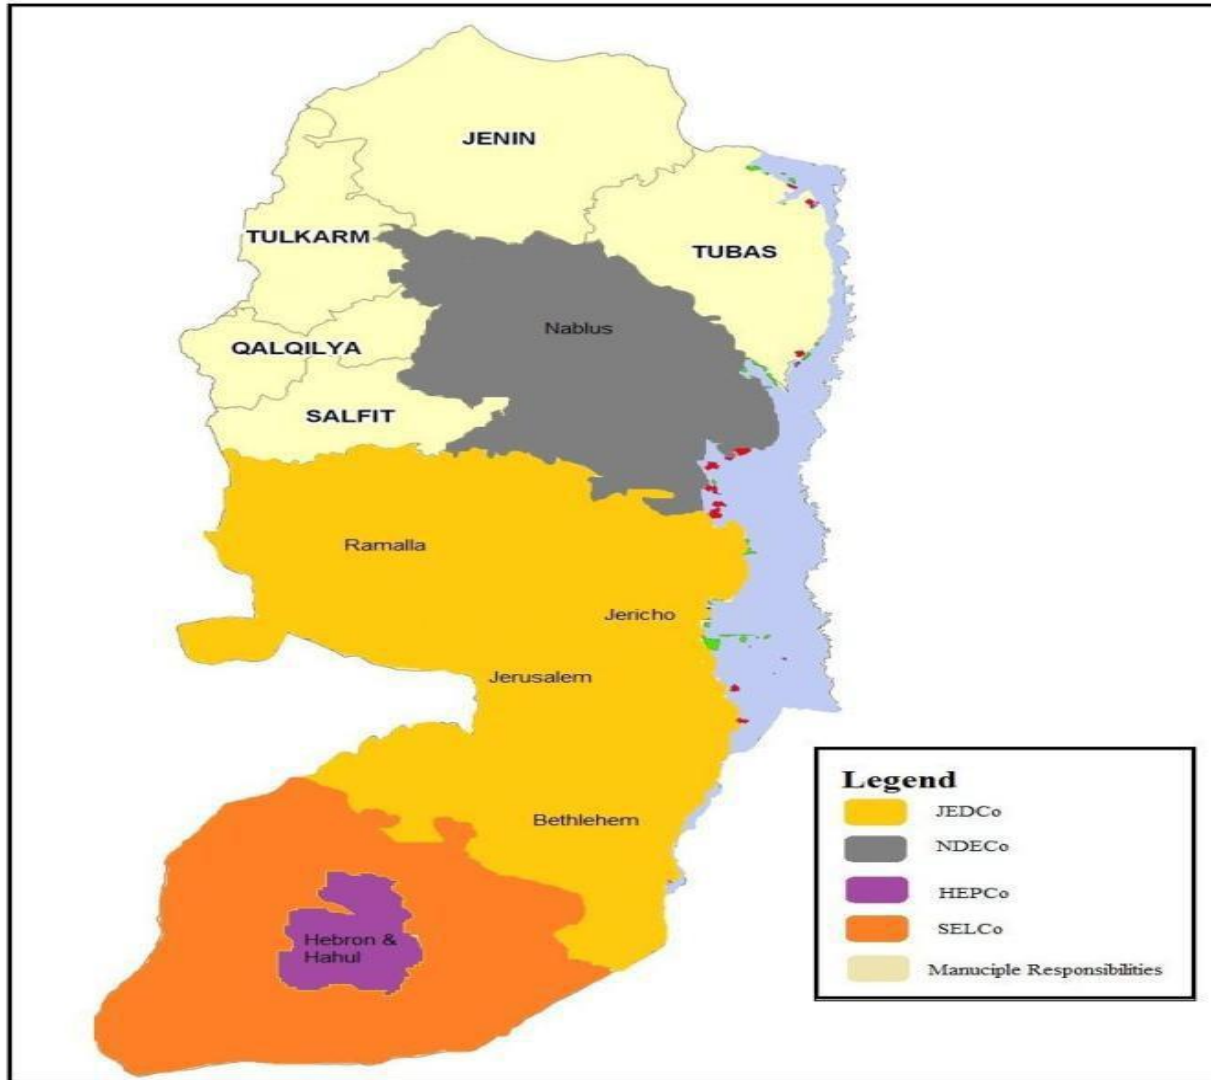 JENIN
TULKARM
TUBAS
Nablus
QALQILYA
SALFIT
Ramalla
Jericho
Jerusalem
Bethlehem
Hebron &
Hahul
Legend
JEDCo
NDECo
HEPCo
SELCo
Manuciple Responsibilities